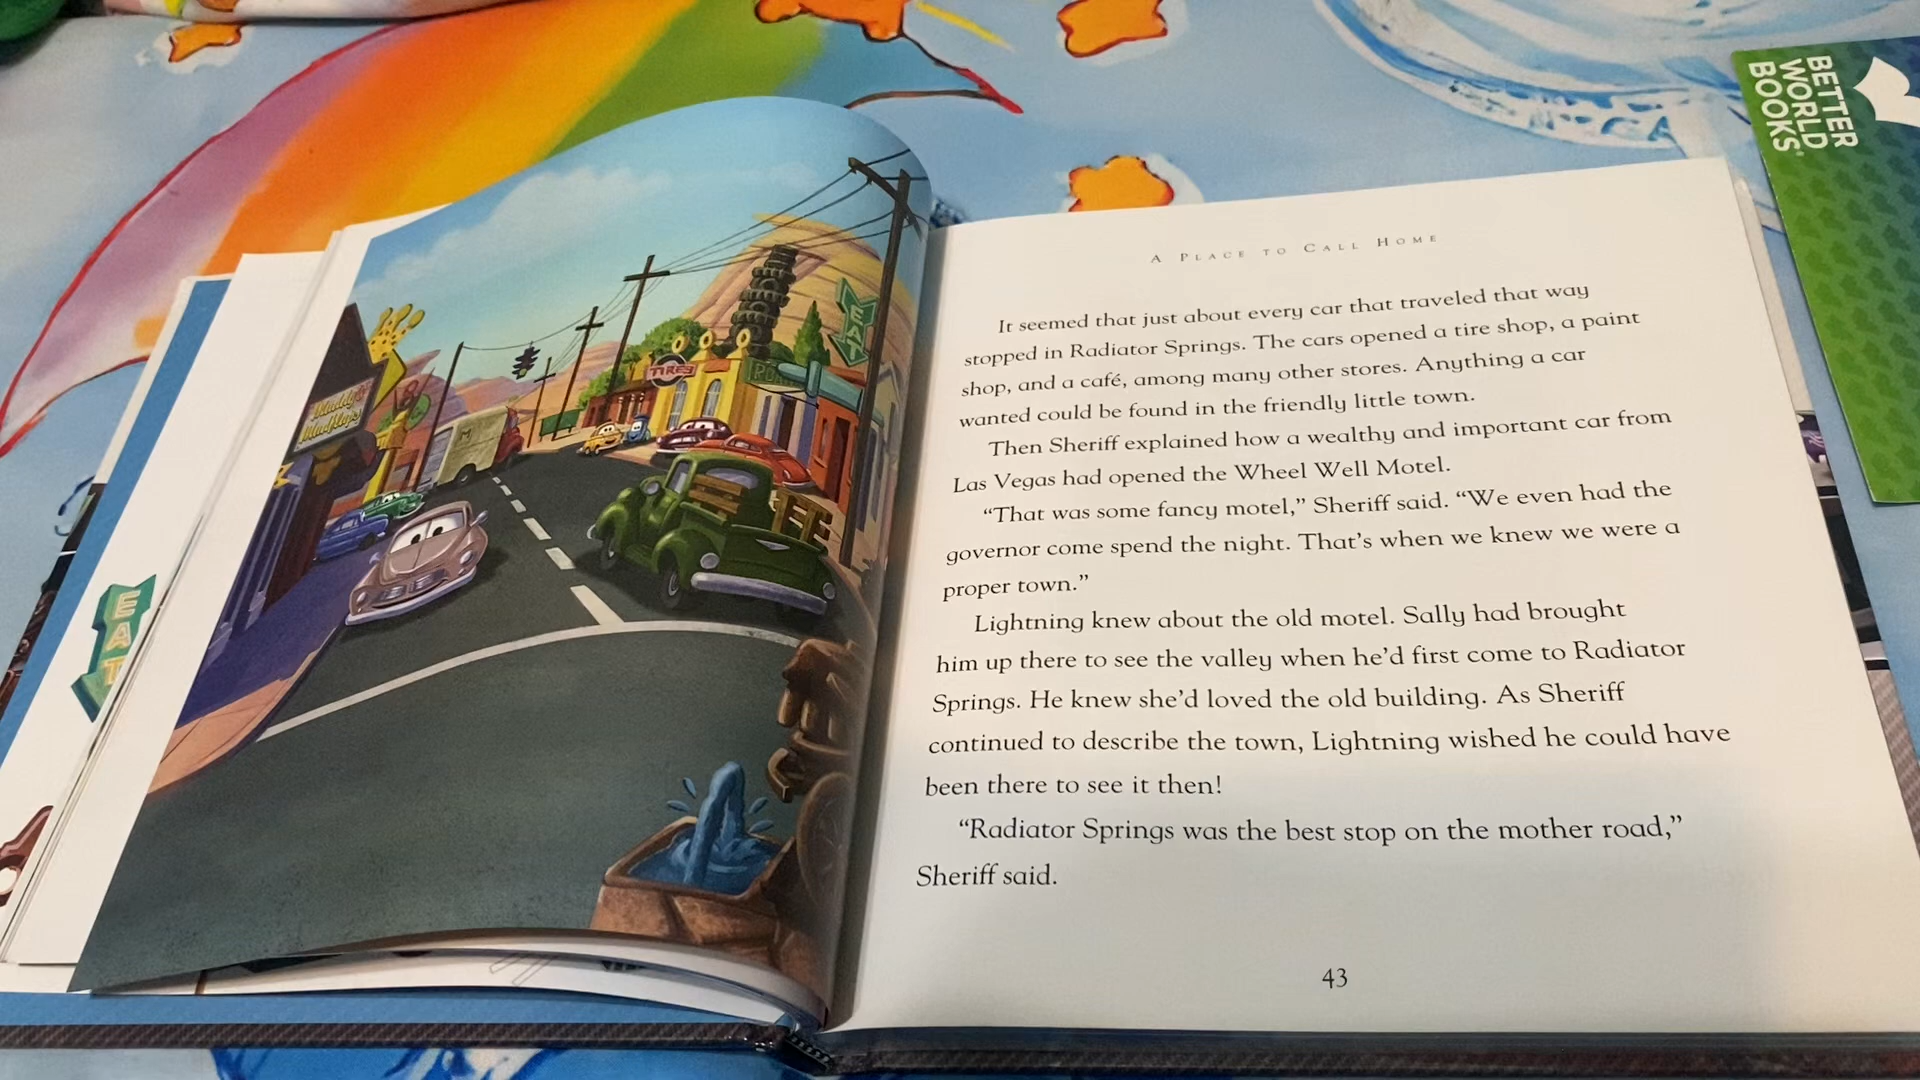 EAT
Muddy
Mudflaps
M
TIRES
EAT
A PLACE TO CALL HOME
It seemed that just about every car that traveled that way
stopped in Radiator Springs. The cars opened a tire shop, a paint
shop, and a café, among many other stores. Anything a car
wanted could be found in the friendly little town.
Then Sheriff explained how a wealthy and important car from
Las Vegas had opened the Wheel Well Motel.
“That was some fancy motel,” Sheriff said. “We even had the
governor come spend the night. That’s when we knew we were a
proper town.”
Lightning knew about the old motel. Sally had brought
him up there to see the valley when he’d first come to Radiator
Springs. He knew she’d loved the old building. As Sheriff
continued to describe the town, Lightning wished he could have
been there to see it then!
“Radiator Springs was the best stop on the mother road,”
Sheriff said.
43
BETTER
WORLD
BOOKS®